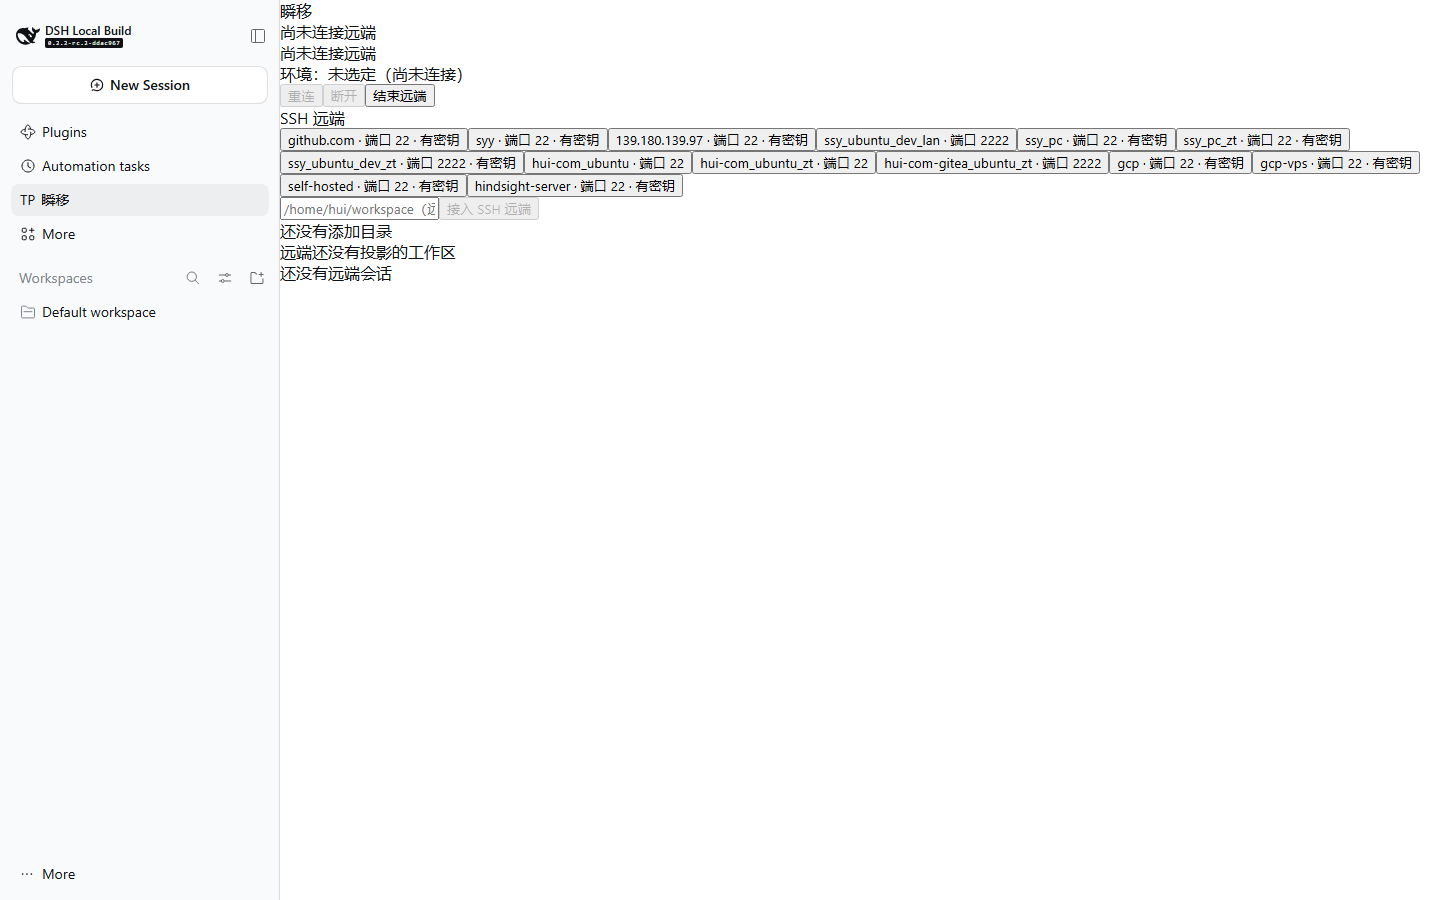 DSH Local Build
0.3.2-rc.3-ddac967
New Session
Plugins
Automation tasks
TP 瞬移
More
Workspaces
Default workspace
More
瞬移
尚未连接远端
尚未连接远端
环境：未选定（尚未连接）
重连 断开 结束远端
SSH 远端
github.com · 端口 22 · 有密钥 syy · 端口 22 · 有密钥 139.180.139.97 · 端口 22 · 有密钥 ssy_ubuntu_dev_lan · 端口 2222 ssy_pc · 端口 22 · 有密钥 ssy_pc_zt · 端口 22 · 有密钥
ssy_ubuntu_dev_zt · 端口 2222 · 有密钥 hui-com_ubuntu · 端口 22 hui-com_ubuntu_zt · 端口 22 hui-com-gitea_ubuntu_zt · 端口 2222 gcp · 端口 22 · 有密钥 gcp-vps · 端口 22 · 有密钥
self-hosted · 端口 22 · 有密钥 hindsight-server · 端口 22 · 有密钥
/home/hui/workspace（远 接入 SSH 远端
还没有添加目录
远端还没有投影的工作区
还没有远端会话